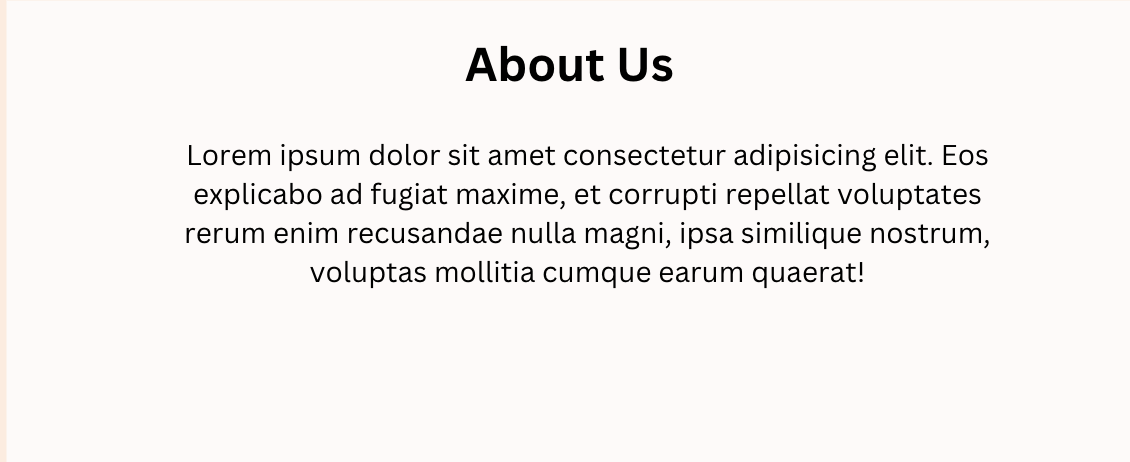 About Us
Lorem ipsum dolor sit amet consectetur adipisicing elit. Eos
explicabo ad fugiat maxime, et corrupti repellat voluptates
rerum enim recusandae nulla magni, ipsa similique nostrum,
voluptas mollitia cumque earum quaerat!